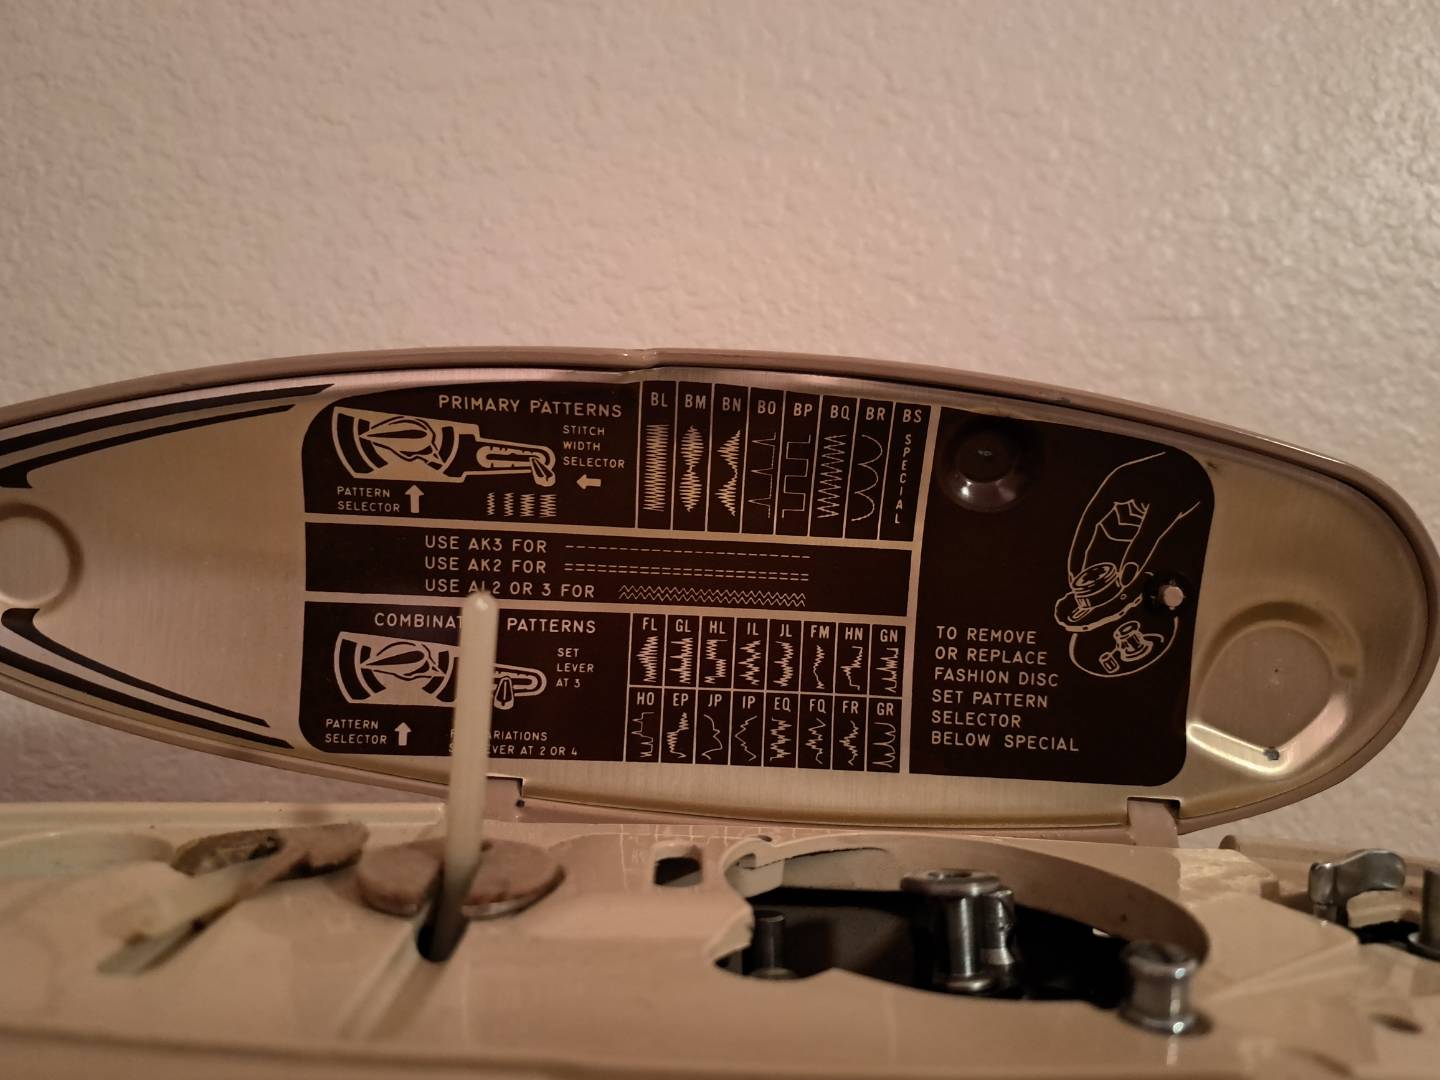 PRIMARY PATTERNS
STITCH
WIDTH
SELECTOR
PATTERN
SELECTOR
BL BM BN BO BP BQ BR BS
SPECIAL
USE AK3 FOR
USE AK2 FOR
USE AL2 OR 3 FOR
PATTERNS
SET
LEVER
AT 3
PATTERN
SELECTOR
AT 2 OR 4
FL GL HL IL JL FM HN GN
HO EP JP IP EQ FQ FR GR
TO REMOVE
OR REPLACE
FASHION DISC
SET PATTERN
SELECTOR
BELOW SPECIAL